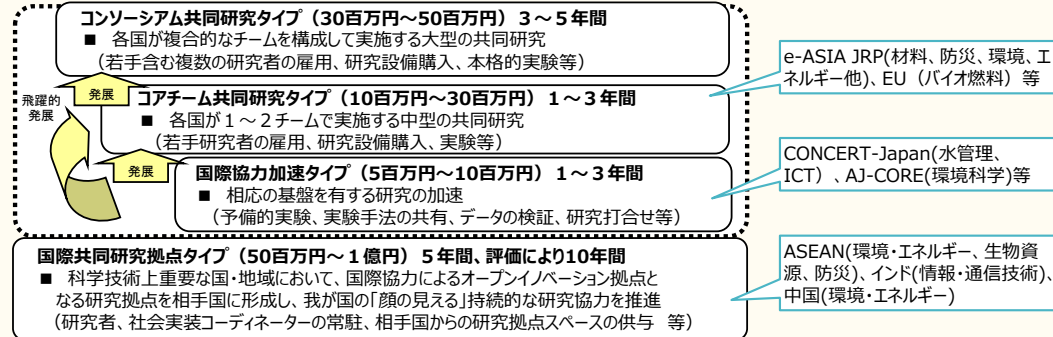 コンソーシアム共同研究タイプ（30百万円～50百万円）３～５年間
■ 各国が複合的なチームを構成して実施する大型の共同研究
（若手含む複数の研究者の雇用、研究設備購入、本格的実験等）
発展
飛躍的
発展
コアチーム共同研究タイプ（10百万円～30百万円）１～３年間
■ 各国が１～２チームで実施する中型の共同研究
（若手研究者の雇用、研究設備購入、実験等）
発展
国際協力加速タイプ（5百万円～10百万円）１～３年間
■ 相応の基盤を有する研究の加速
（予備的実験、実験手法の共有、データの検証、研究打合せ等）
国際共同研究拠点タイプ（50百万円～１億円）５年間、評価により10年間
■ 科学技術上重要な国・地域において、国際協力によるオープンイノベーション拠点と
なる研究拠点を相手国に形成し、我が国の「顔の見える」持続的な研究協力を推進
（研究者、社会実装コーディネーターの常駐、相手国からの研究拠点スペースの供与 等）
e-ASIA JRP(材料、防災、環境、エ
ネルギー他)、EU（バイオ燃料）等
CONCERT-Japan(水管理、
ICT）、AJ-CORE(環境科学)等
ASEAN(環境・エネルギー、生物資
源、防災)、インド(情報・通信技術)、
中国(環境・エネルギー)